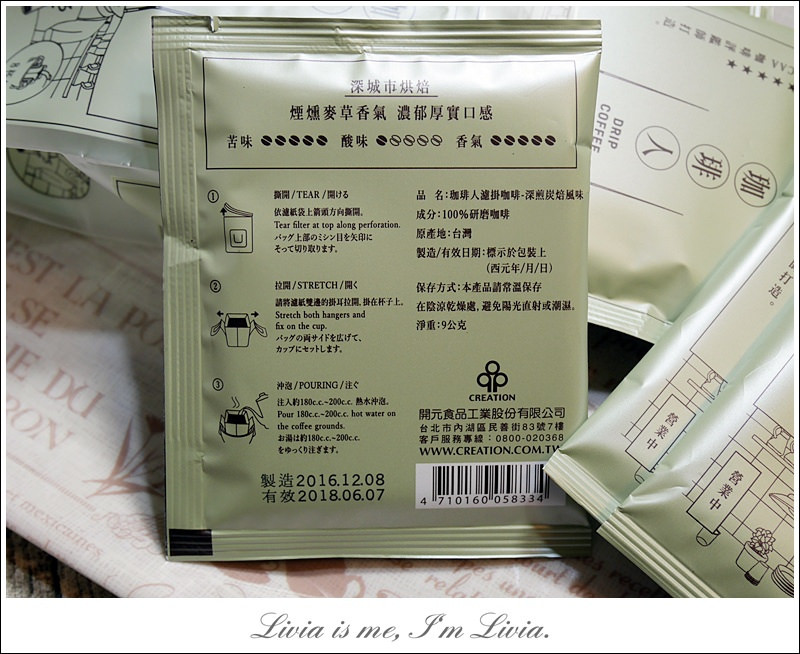 深城市烘焙
煙燻麥草香氣 濃郁厚實口感
苦味 酸味 香氣
① 撕開/TEAR/開ける
依濾紙袋上箭頭方向撕開。
Tear filter at top along perforation.
バッグ上部のミシン目を矢印に
そって切り取ります。
② 拉開/STRETCH/開く
請將濾紙雙邊的掛耳拉開,掛在杯子上。
Stretch both hangers and
fix on the cup.
バッグの両サイドを広げて、
カップにセットします。
③ 沖泡/POURING/注ぐ
注入約180c.c.~200c.c. 熱水沖泡。
Pour 180c.c.~200c.c. hot water on
the coffee grounds.
お湯は約180c.c.~200c.c.
をゆっくり注ぎます。
製造2016.12.08
有效2018.06.07
品 名:珈琲人濾掛咖啡-深煎炭焙風味
成分:100%研磨咖啡
原產地:台灣
製造/有效日期:標示於包裝上
(西元年/月/日)
保存方式:本產品請常溫保存
在陰涼乾燥處,避免陽光直射或潮濕。
淨重:9公克
CREATION
開元食品工業股份有限公司
台北市內湖區民善街83號7樓
客戶服務專線:0800-020368
WWW.CREATION.COM.TW
4 710160 058334
DRIP
COFFEE
珈琲人
打造。
營業中
營業中
Livia is me, I'm Livia.